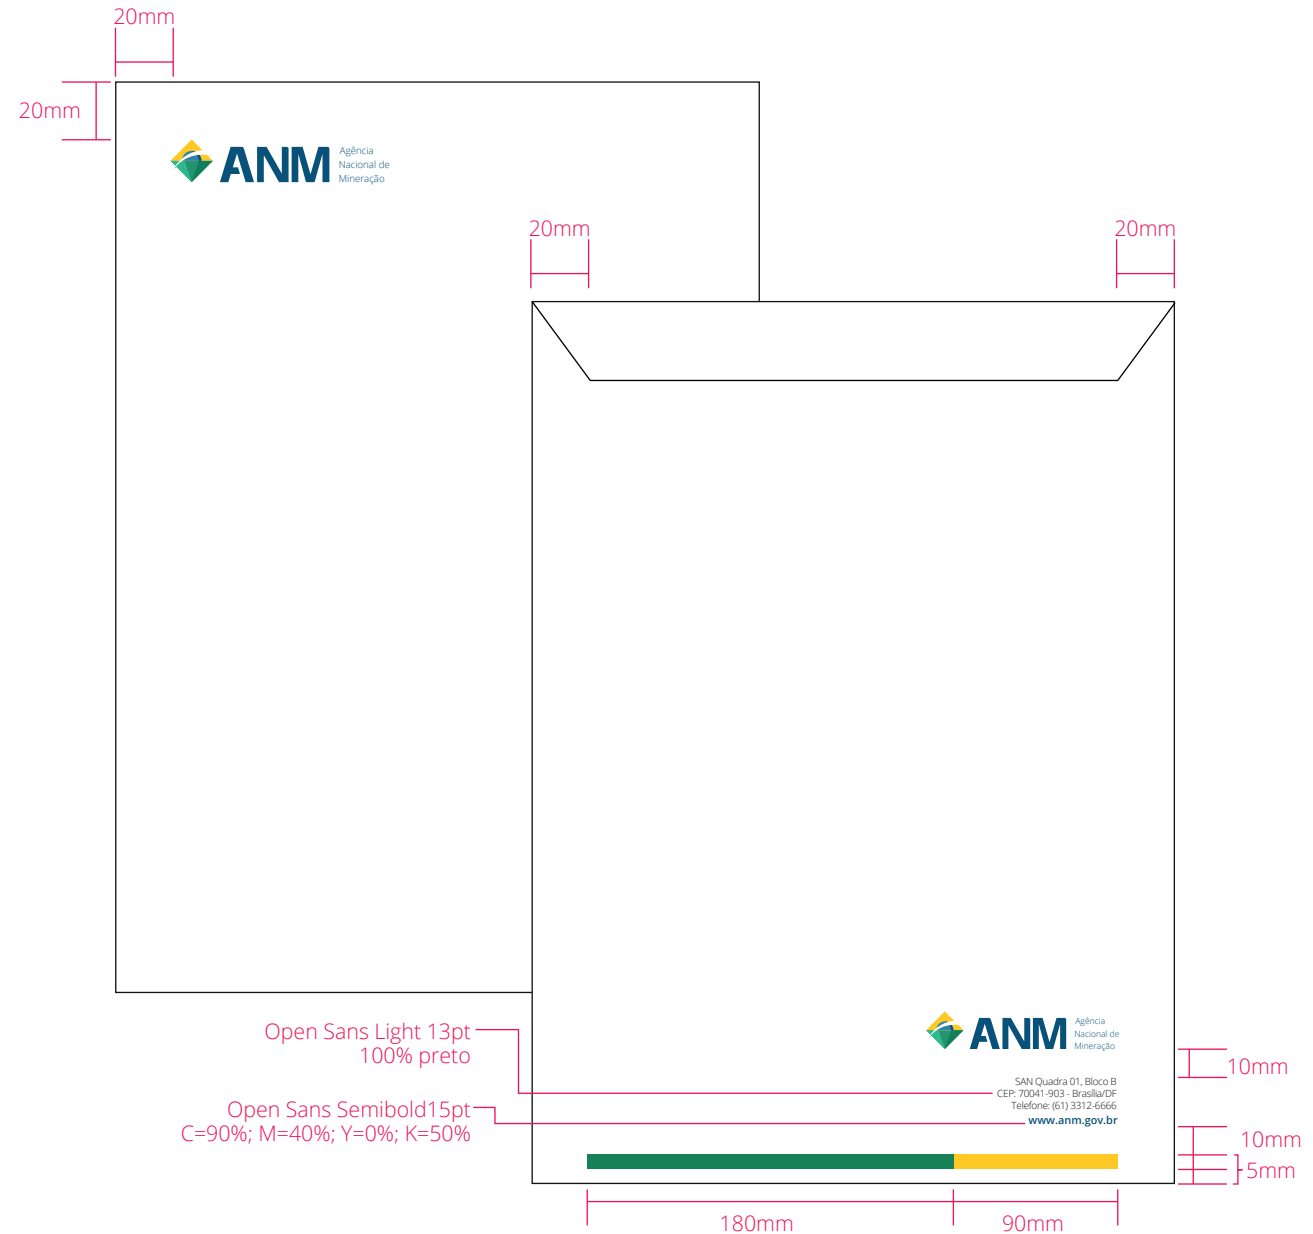 20mm
20mm
ANM
Agência
Nacional de
Mineração
20mm
20mm
ANM
Agência
Nacional de
Mineração
Open Sans Light 13pt
100% preto
10mm
SAN Quadra 01, Bloco B
CEP: 70041-903 - Brasília/DF
Telefone: (61) 3312-6666
www.anm.gov.br
Open Sans Semibold15pt
C=90%; M=40%; Y=0%; K=50%
10mm
5mm
180mm
90mm